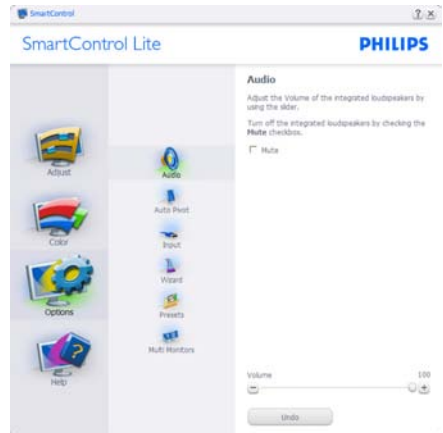 SmartControl
? x
SmartControl Lite
PHILIPS
Adjust
Color
Options
Help
Audio
Auto Pivot
Input
Wizard
Presets
Multi Monitors
Audio
Adjust the Volume of the integrated loudspeakers by
using the slider.
Turn off the integrated loudspeakers by checking the
Mute checkbox.
Mute
Volume 100
Undo